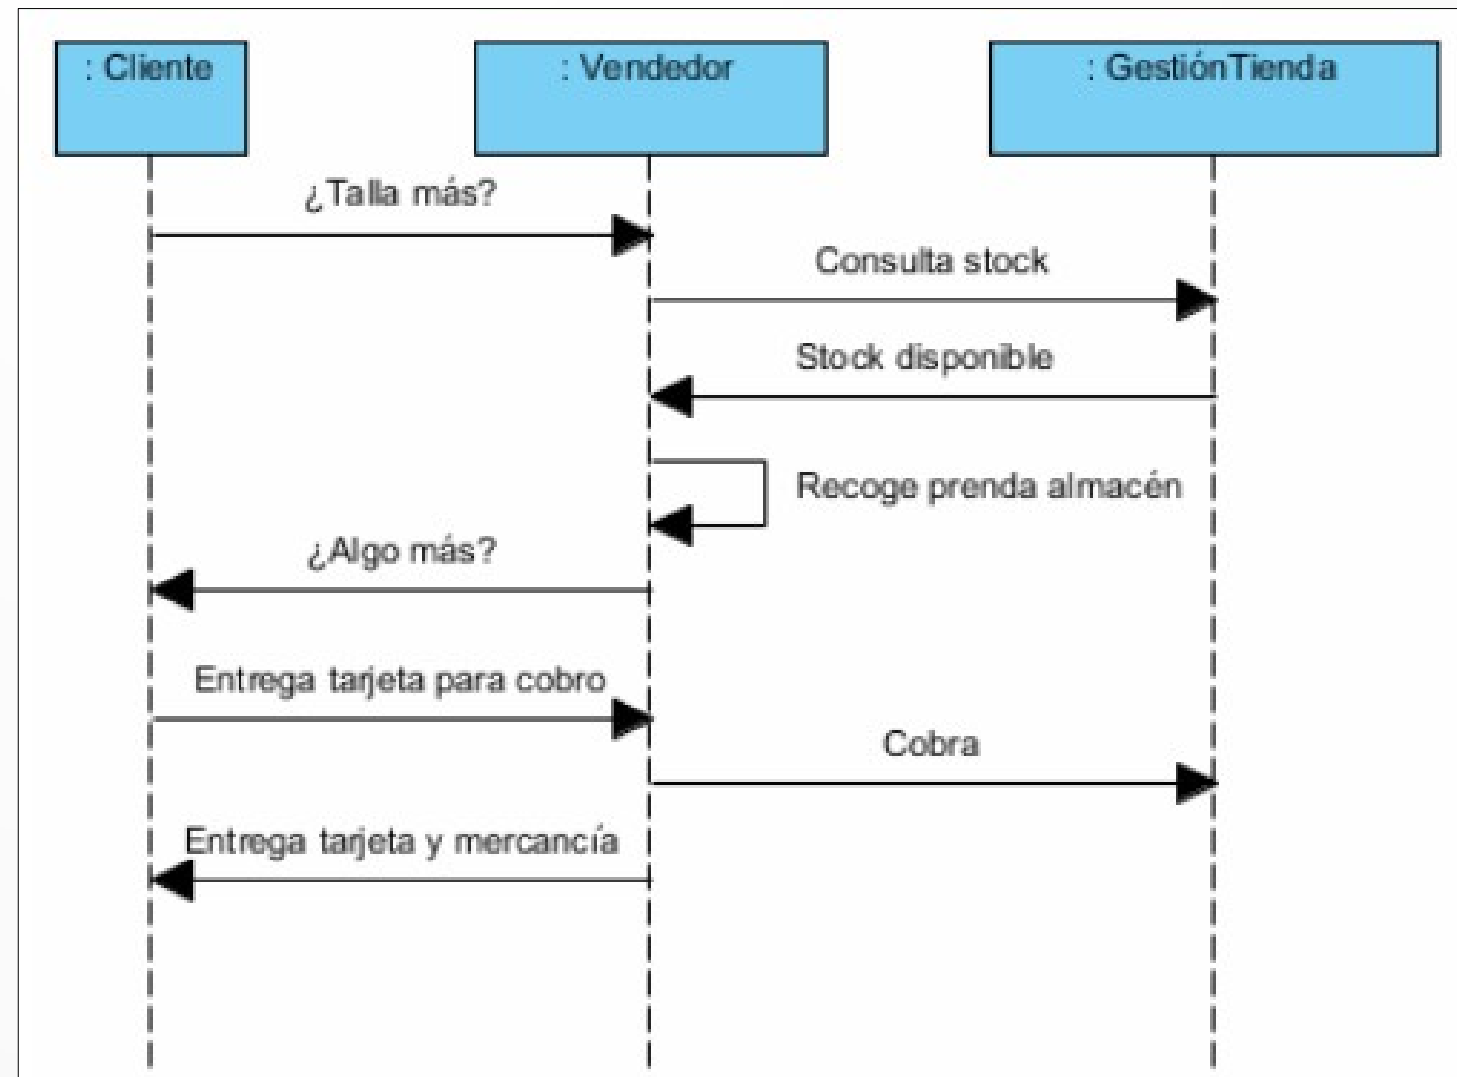 : Cliente
: Vendedor
: GestiónTienda
¿Talla más?
Consulta stock
Stock disponible
Recoge prenda almacén
¿Algo más?
Entrega tarjeta para cobro
Cobra
Entrega tarjeta y mercancía